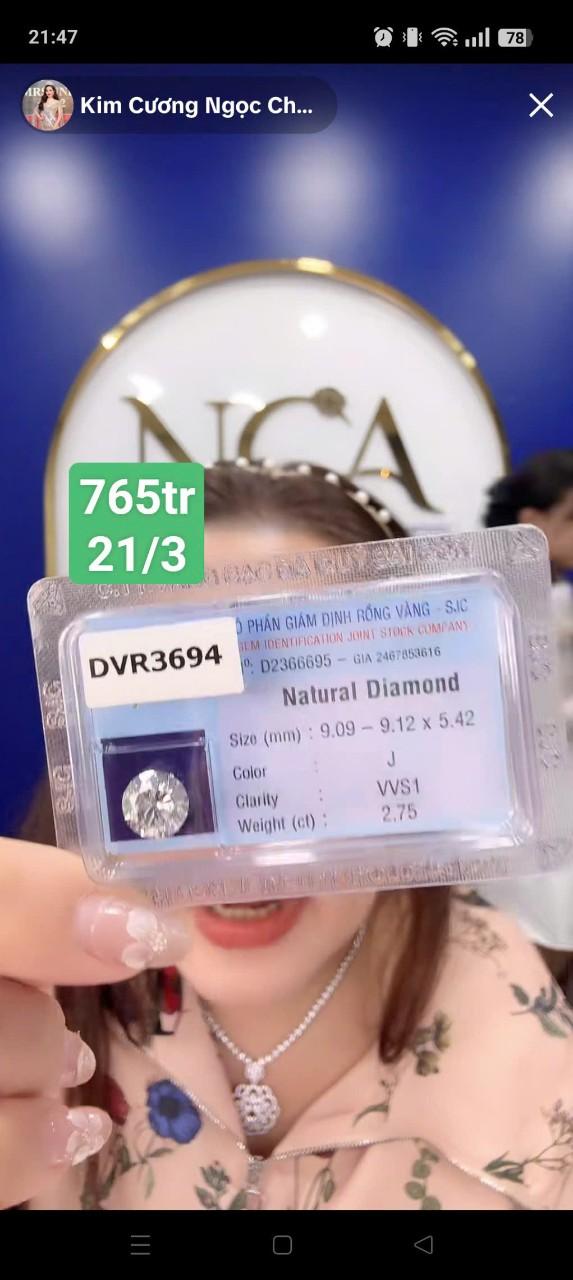 21:47
78
Kim Cương Ngọc Ch...
NCA
765tr
21/3
PHẦN GIÁM ĐỊNH RỒNG VÀNG - SJC
GEM IDENTIFICATION JOINT STOCK COMPANY
DVR3694
Nº: D2366695 - GIA 2467853616
Natural Diamond
Size (mm) : 9.09 - 9.12 x 5.42
Color : J
Clarity : VVS1
Weight (ct) : 2.75
SJC
SJC